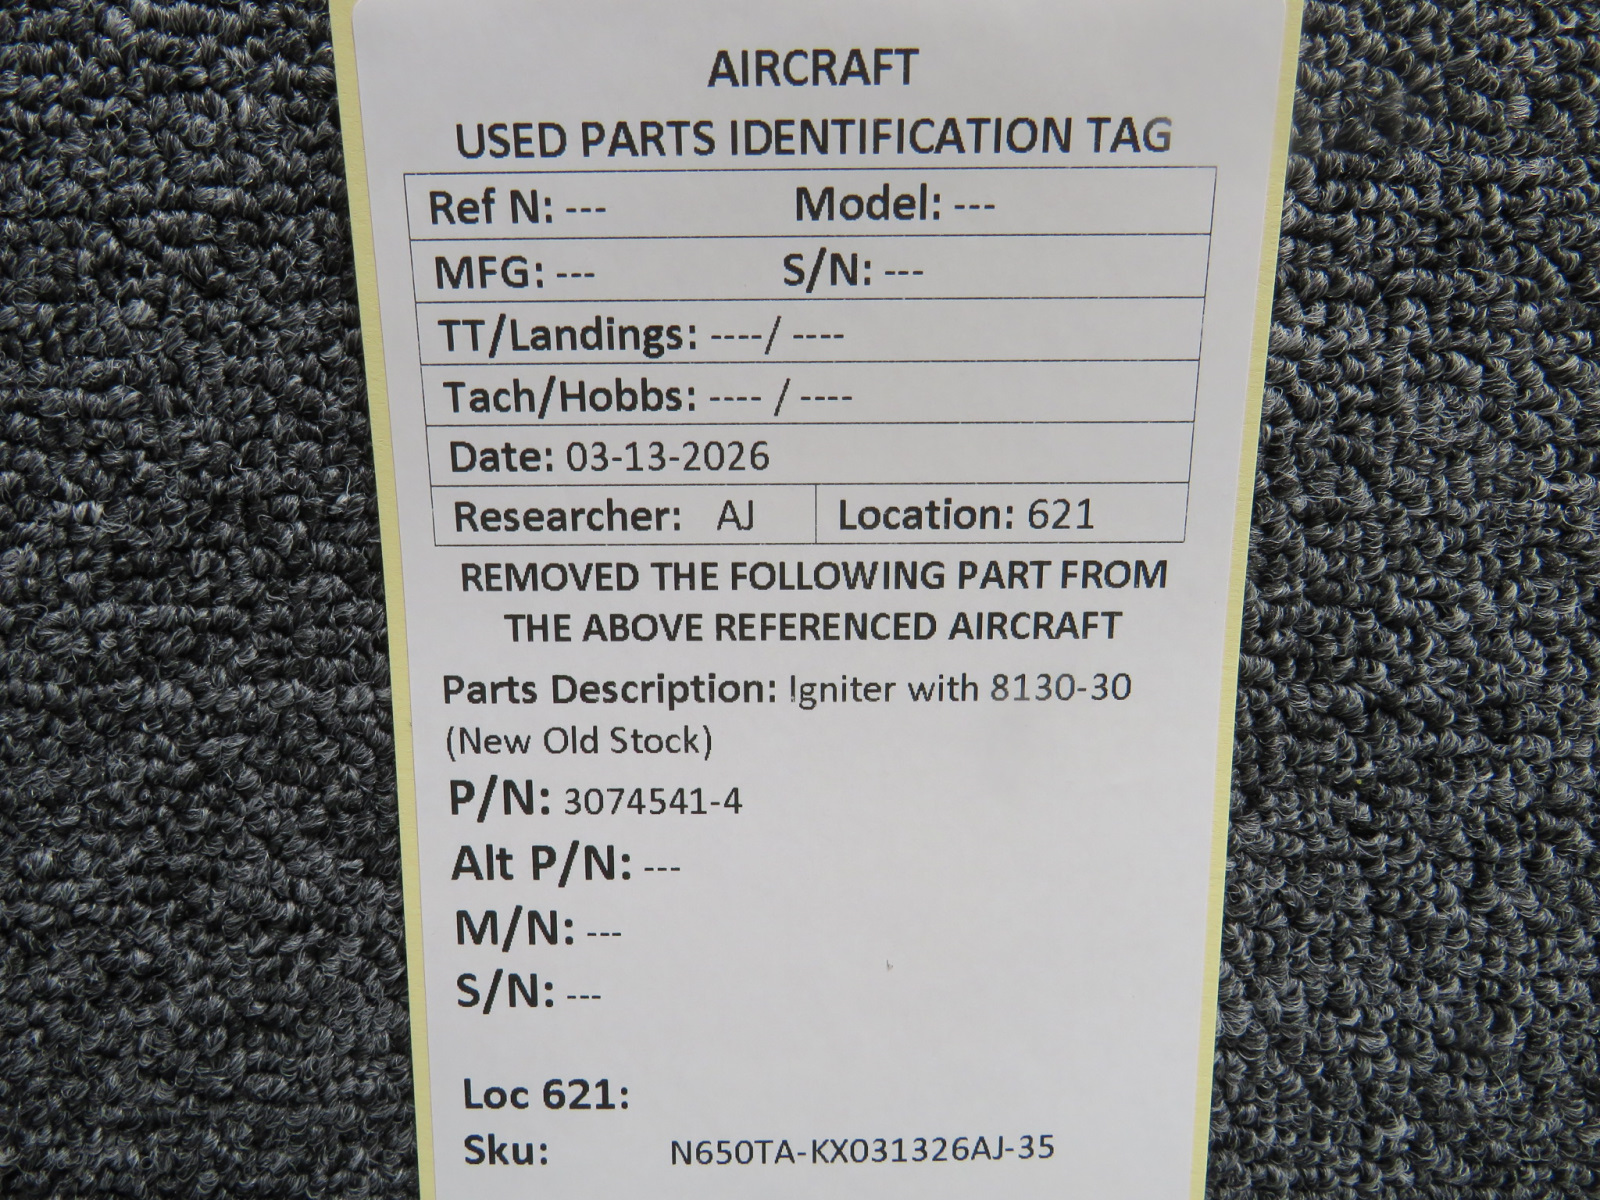 AIRCRAFT
USED PARTS IDENTIFICATION TAG
Ref N: --- Model: ---
MFG: --- S/N: ---
TT/Landings: ----/ ----
Tach/Hobbs: ---- / ----
Date: 03-13-2026
Researcher: AJ Location: 621
REMOVED THE FOLLOWING PART FROM
THE ABOVE REFERENCED AIRCRAFT
Parts Description: Igniter with 8130-30
(New Old Stock)
P/N: 3074541-4
Alt P/N: ---
M/N: ---
S/N: ---
Loc 621:
Sku: N650TA-KX031326AJ-35